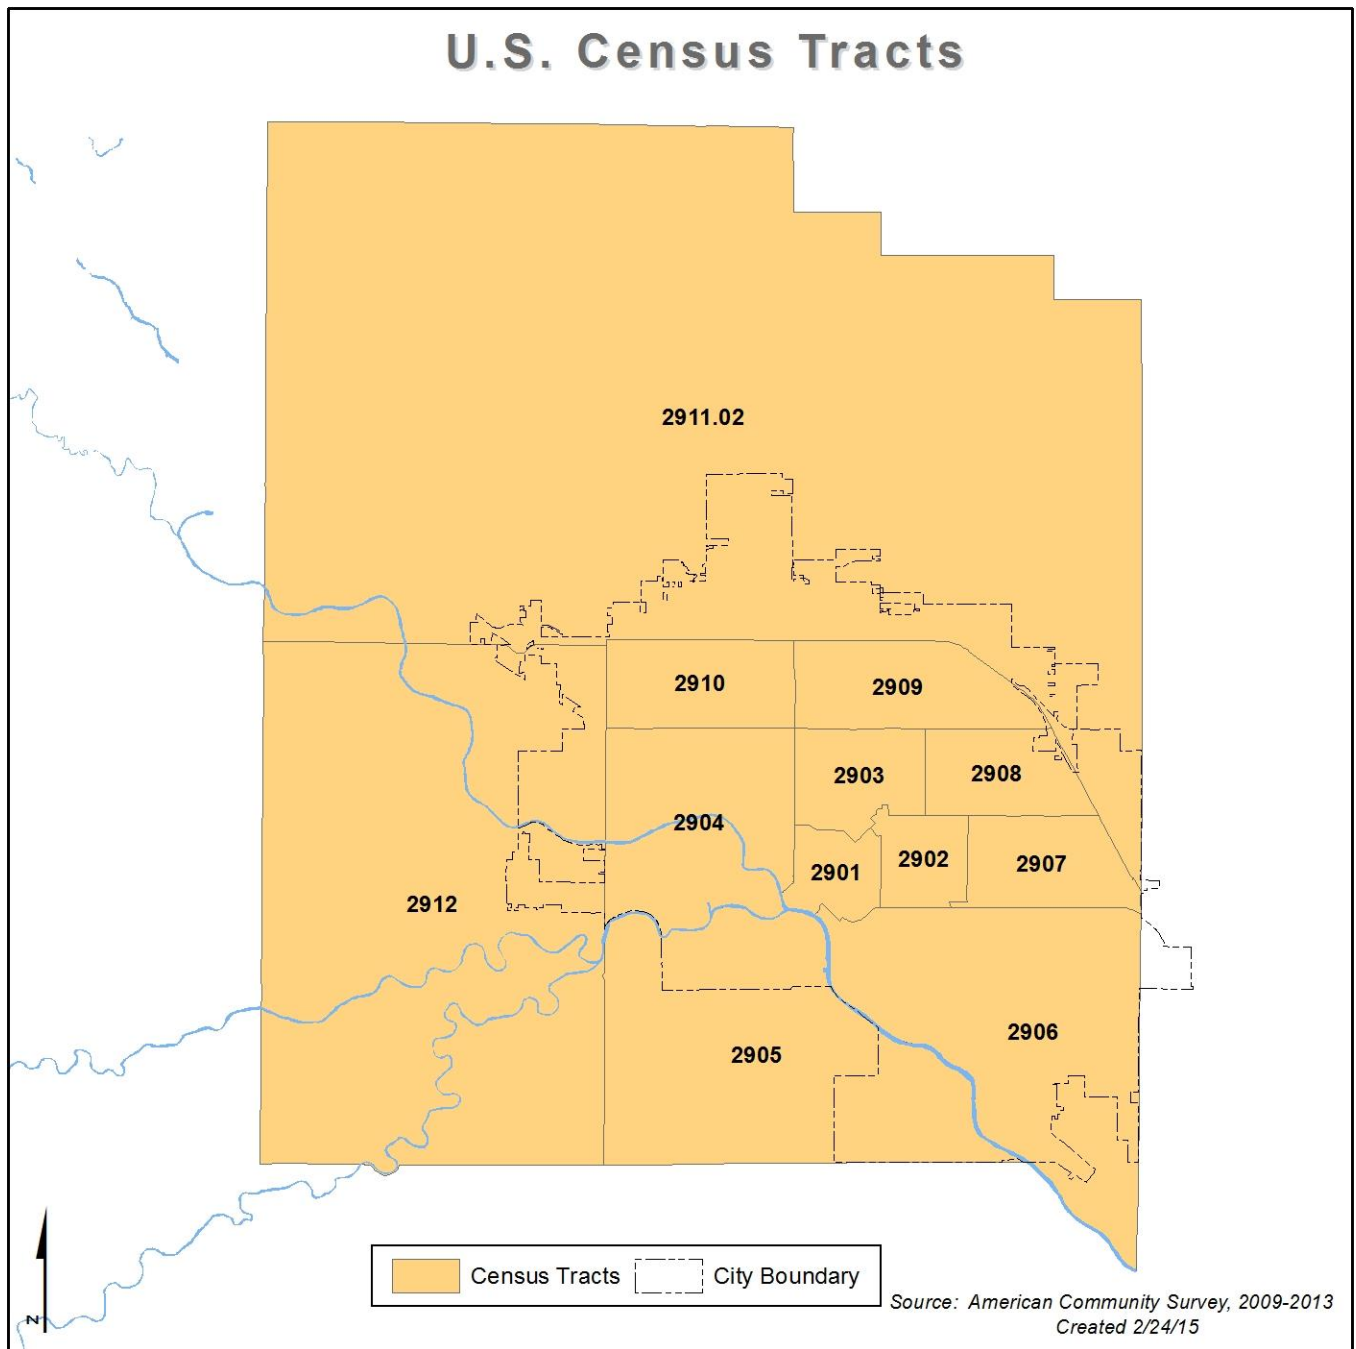 U.S. Census Tracts
2911.02
2910
2909
2903
2908
2904
2901
2902
2907
2912
2906
2905
N
Census Tracts
City Boundary
Source: American Community Survey, 2009-2013
Created 2/24/15